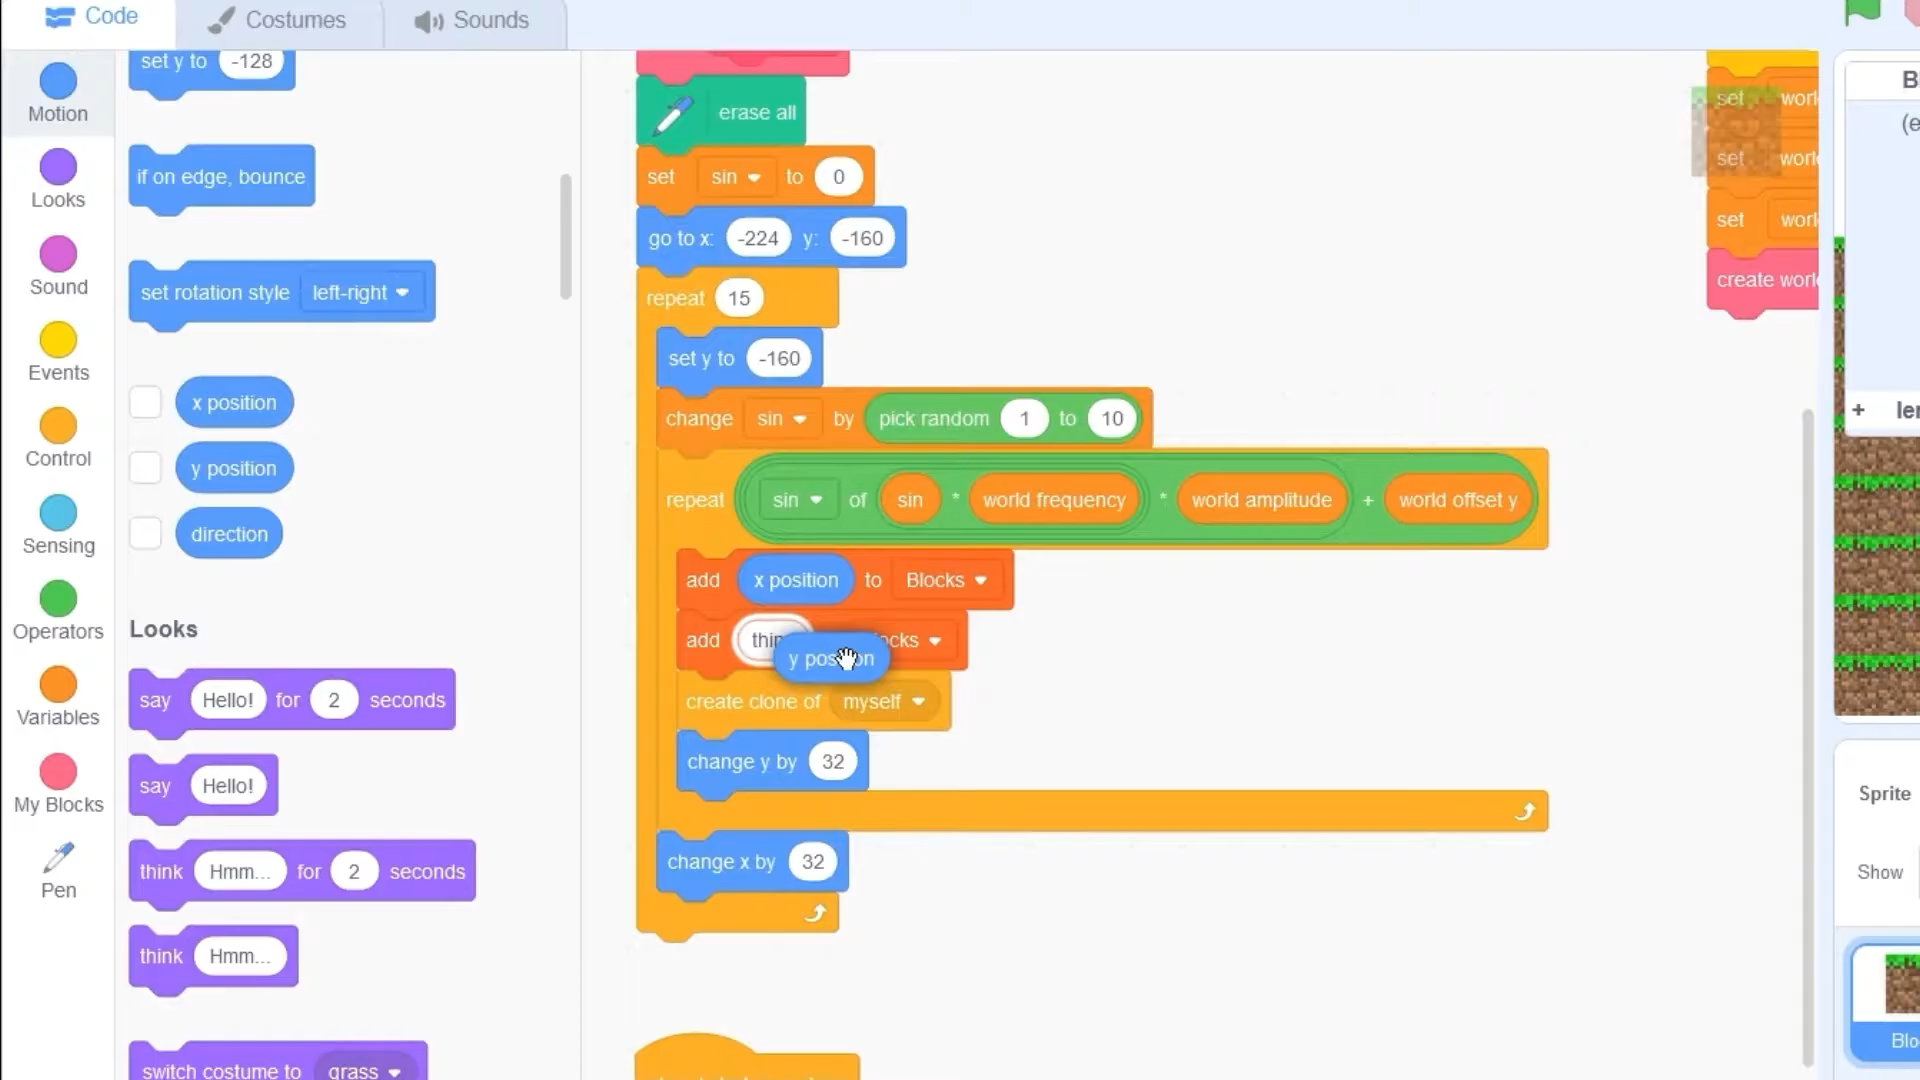 Code
Costumes
Sounds
Motion
Looks
Sound
Events
Control
Sensing
Operators
Variables
My Blocks
Pen
set y to -128
if on edge, bounce
set rotation style left-right
x position
y position
direction
Looks
say Hello! for 2 seconds
say Hello!
think Hmm... for 2 seconds
think Hmm...
switch costume to grass
erase all
set sin to 0
go to x: -224 y: -160
repeat 15
set y to -160
change sin by pick random 1 to 10
repeat sin of sin * world frequency * world amplitude + world offset y
add x position to Blocks
add
y position
create clone of myself
change y by 32
change x by 32
set
set
set
create
(e
+
Sprite
Show